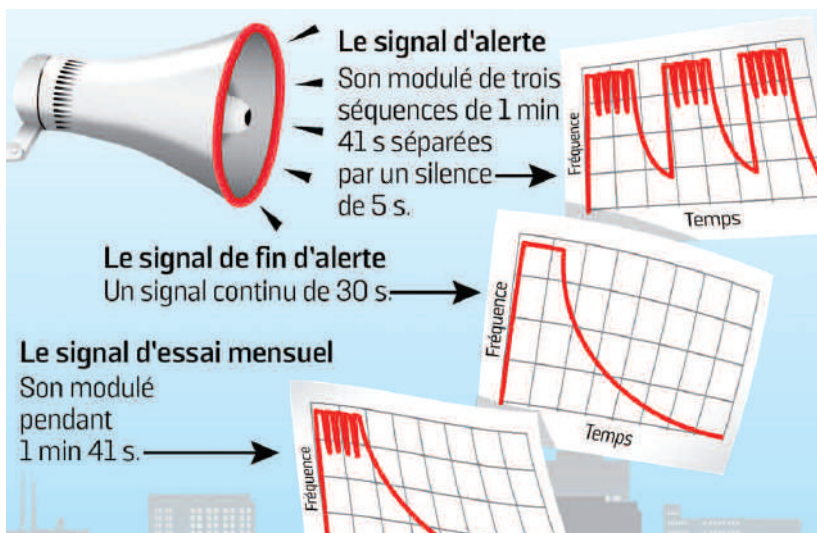 Le signal d'alerte
Son modulé de trois
séquences de 1 min
41 s séparées
par un silence
de 5 s.
Fréquence
Temps
Le signal de fin d'alerte
Un signal continu de 30 s.
Fréquence
Temps
Le signal d'essai mensuel
Son modulé
pendant
1 min 41 s.
Fréquence